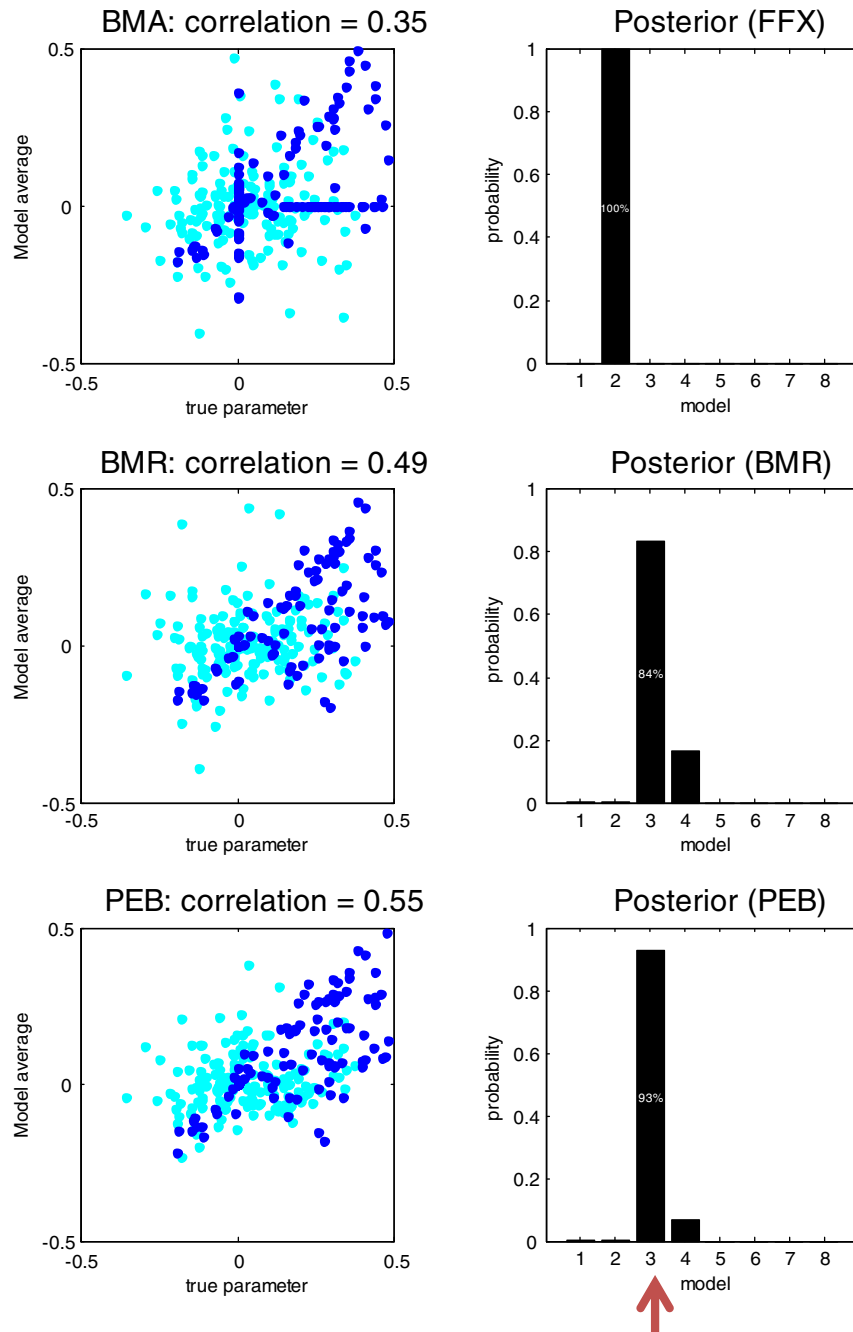 BMA: correlation = 0.35
0.5
0
-0.5
Model average
0
0.5
true parameter
Posterior (FFX)
1
0.8
0.6
0.4
0.2
0
probability
100%
1 2 3 4 5 6 7 8
model
BMR: correlation = 0.49
0.5
0
-0.5
Model average
-0.5 0 0.5
true parameter
Posterior (BMR)
1
0.8
0.6
0.4
0.2
0
probability
84%
1 2 3 4 5 6 7 8
model
PEB: correlation = 0.55
0.5
0
-0.5
Model average
-0.5 0 0.5
true parameter
Posterior (PEB)
1
0.8
0.6
0.4
0.2
0
probability
93%
1 2 3 4 5 6 7 8
model